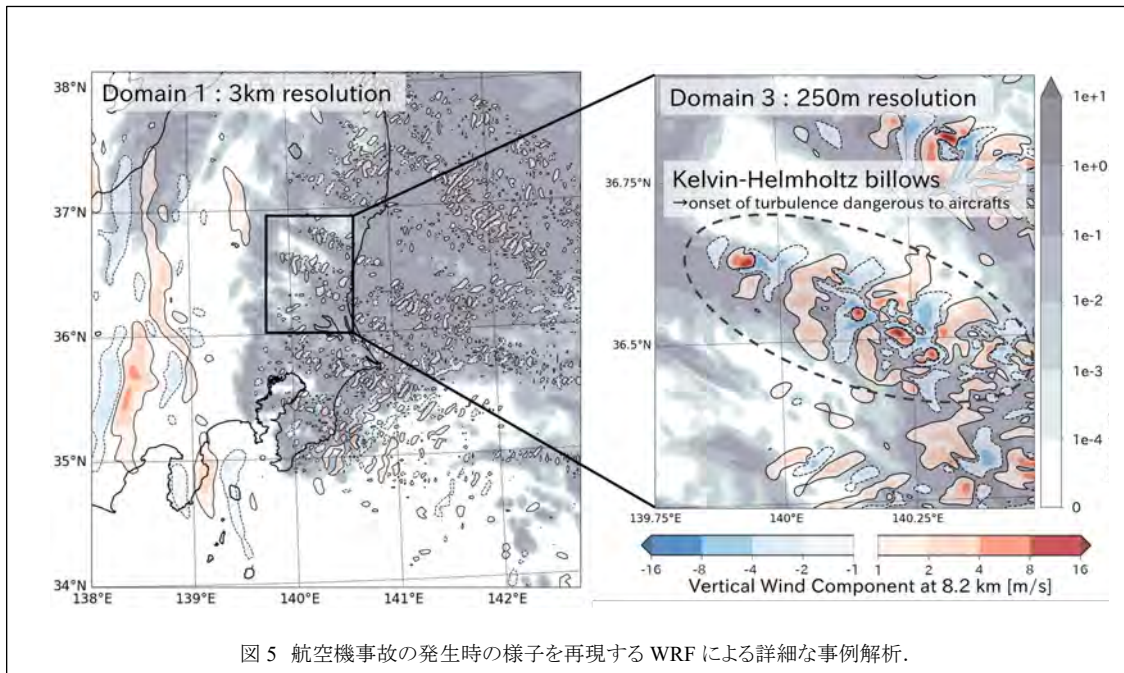 Domain 1 : 3km resolution
38°N
37°N
36°N
35°N
34°N
138°E
139°E
140°E
141°E
142°E
Domain 3 : 250m resolution
Kelvin-Helmholtz billows
→onset of turbulence dangerous to aircrafts
36.75°N
36.5°N
139.75°E
140°E
140.25°E
1e+1
1e+0
1e-1
1e-2
1e-3
1e-4
0
-16 -8 -4 -2 -1 1 2 4 8 16
Vertical Wind Component at 8.2 km [m/s]
図 5 航空機事故の発生時の様子を再現する WRF による詳細な事例解析.